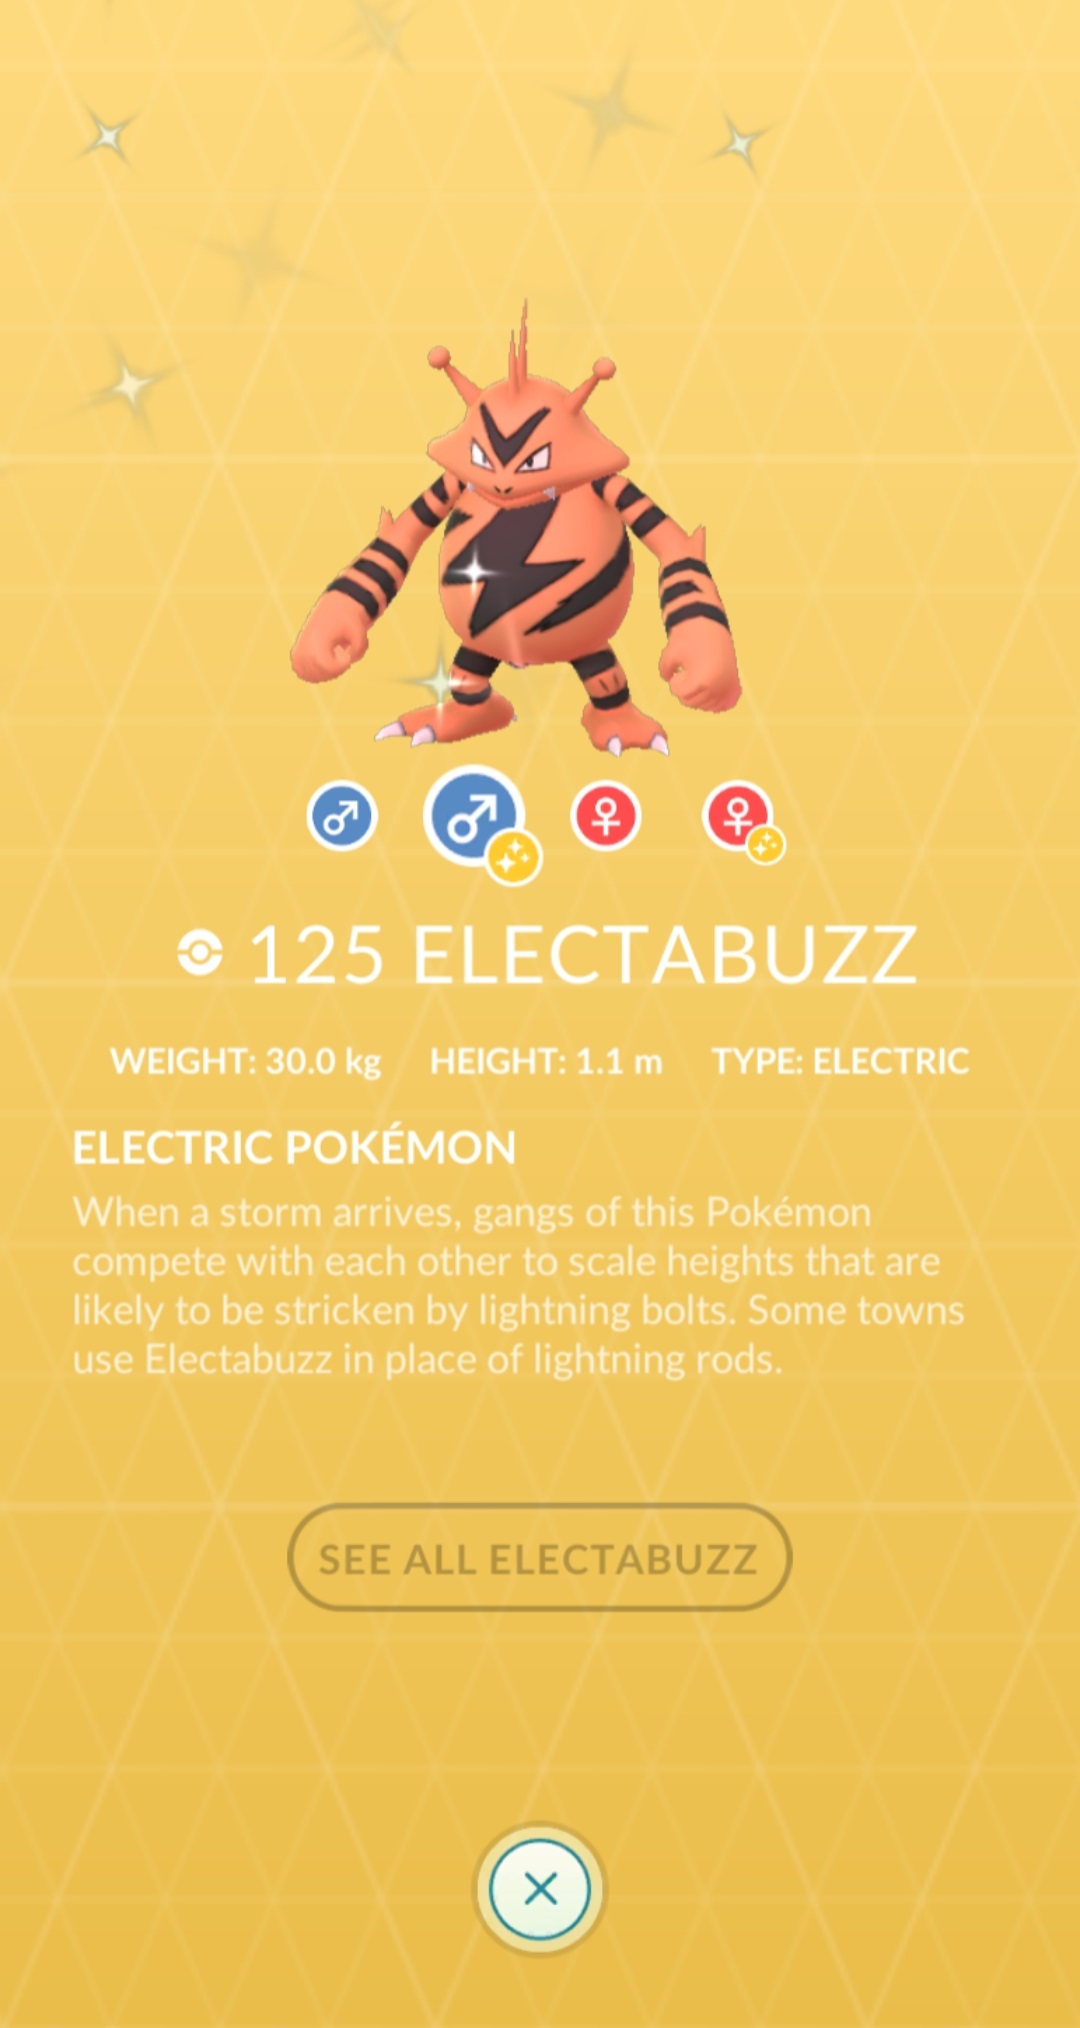 125 ELECTABUZZ
WEIGHT: 30.0 kg HEIGHT: 1.1 m TYPE: ELECTRIC
ELECTRIC POKÉMON
When a storm arrives, gangs of this Pokémon
compete with each other to scale heights that are
likely to be stricken by lightning bolts. Some towns
use Electabuzz in place of lightning rods.
SEE ALL ELECTABUZZ